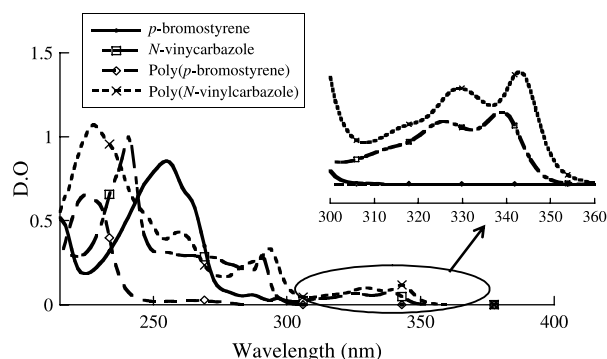 p-bromostyrene
N-vinycarbazole
Poly(p-bromostyrene)
Poly(N-vinylcarbazole)
1.5
1
0.5
0
D.O
250
300
350
400
Wavelength (nm)
300
310
320
330
340
350
360